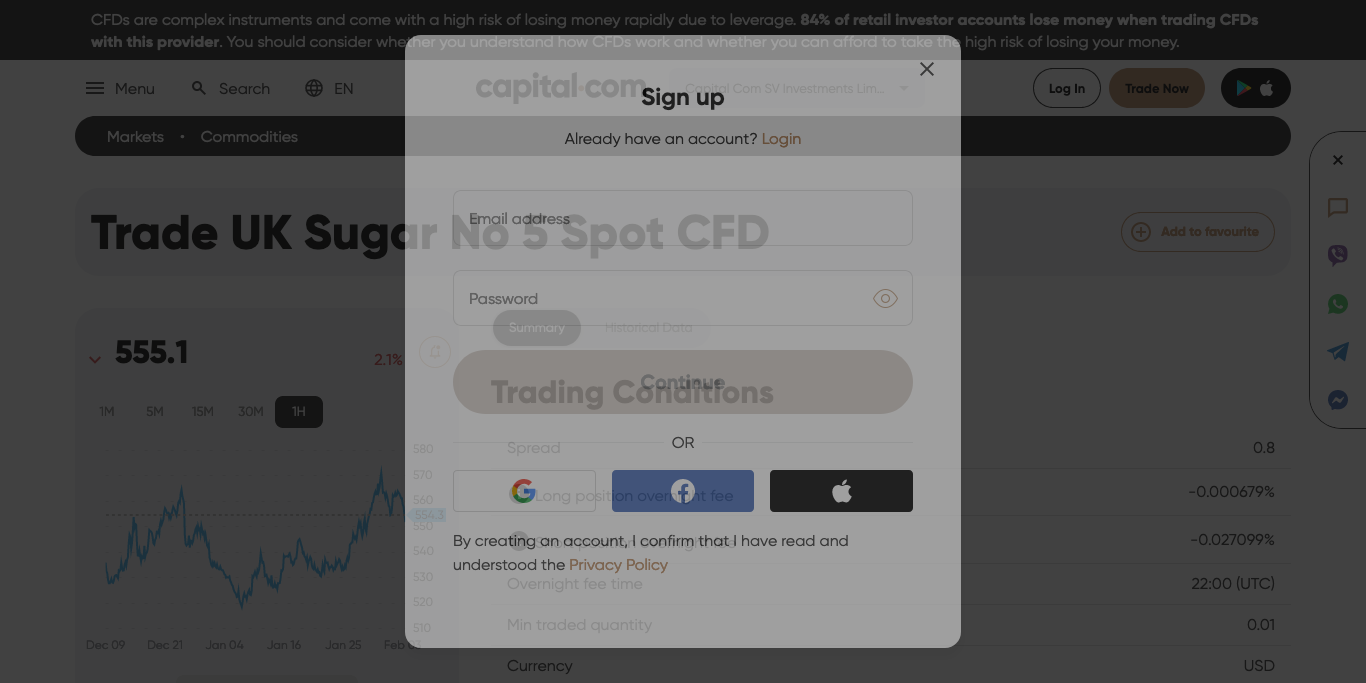 CFDs are complex instruments and come with a high risk of losing money rapidly due to leverage. 84% of retail investor accounts lose money when trading CFDs
with this provider. You should consider whether you understand how CFDs work and whether you can afford to take the high risk of losing your money.
Menu
Search
EN
capital.com
Capital Com SV Investments Lim...
Log In
Trade Now
Markets • Commodities
Sign up
Already have an account? Login
Trade UK Sugar No 5 Spot CFD
Add to favourite
Email address
Password
Summary
Historical Data
Continue
Trading Conditions
OR
By creating an account, I confirm that I have read and
understood the Privacy Policy
555.1
2.1%
1M 5M 15M 30M 1H
580
570
560
554.3
550
540
530
520
510
Dec 09 Dec 21 Jan 04 Jan 16 Jan 25 Feb
Spread 0.8
Long position overnight fee -0.000679%
-0.027099%
Overnight fee time 22:00 (UTC)
Min traded quantity 0.01
Currency USD